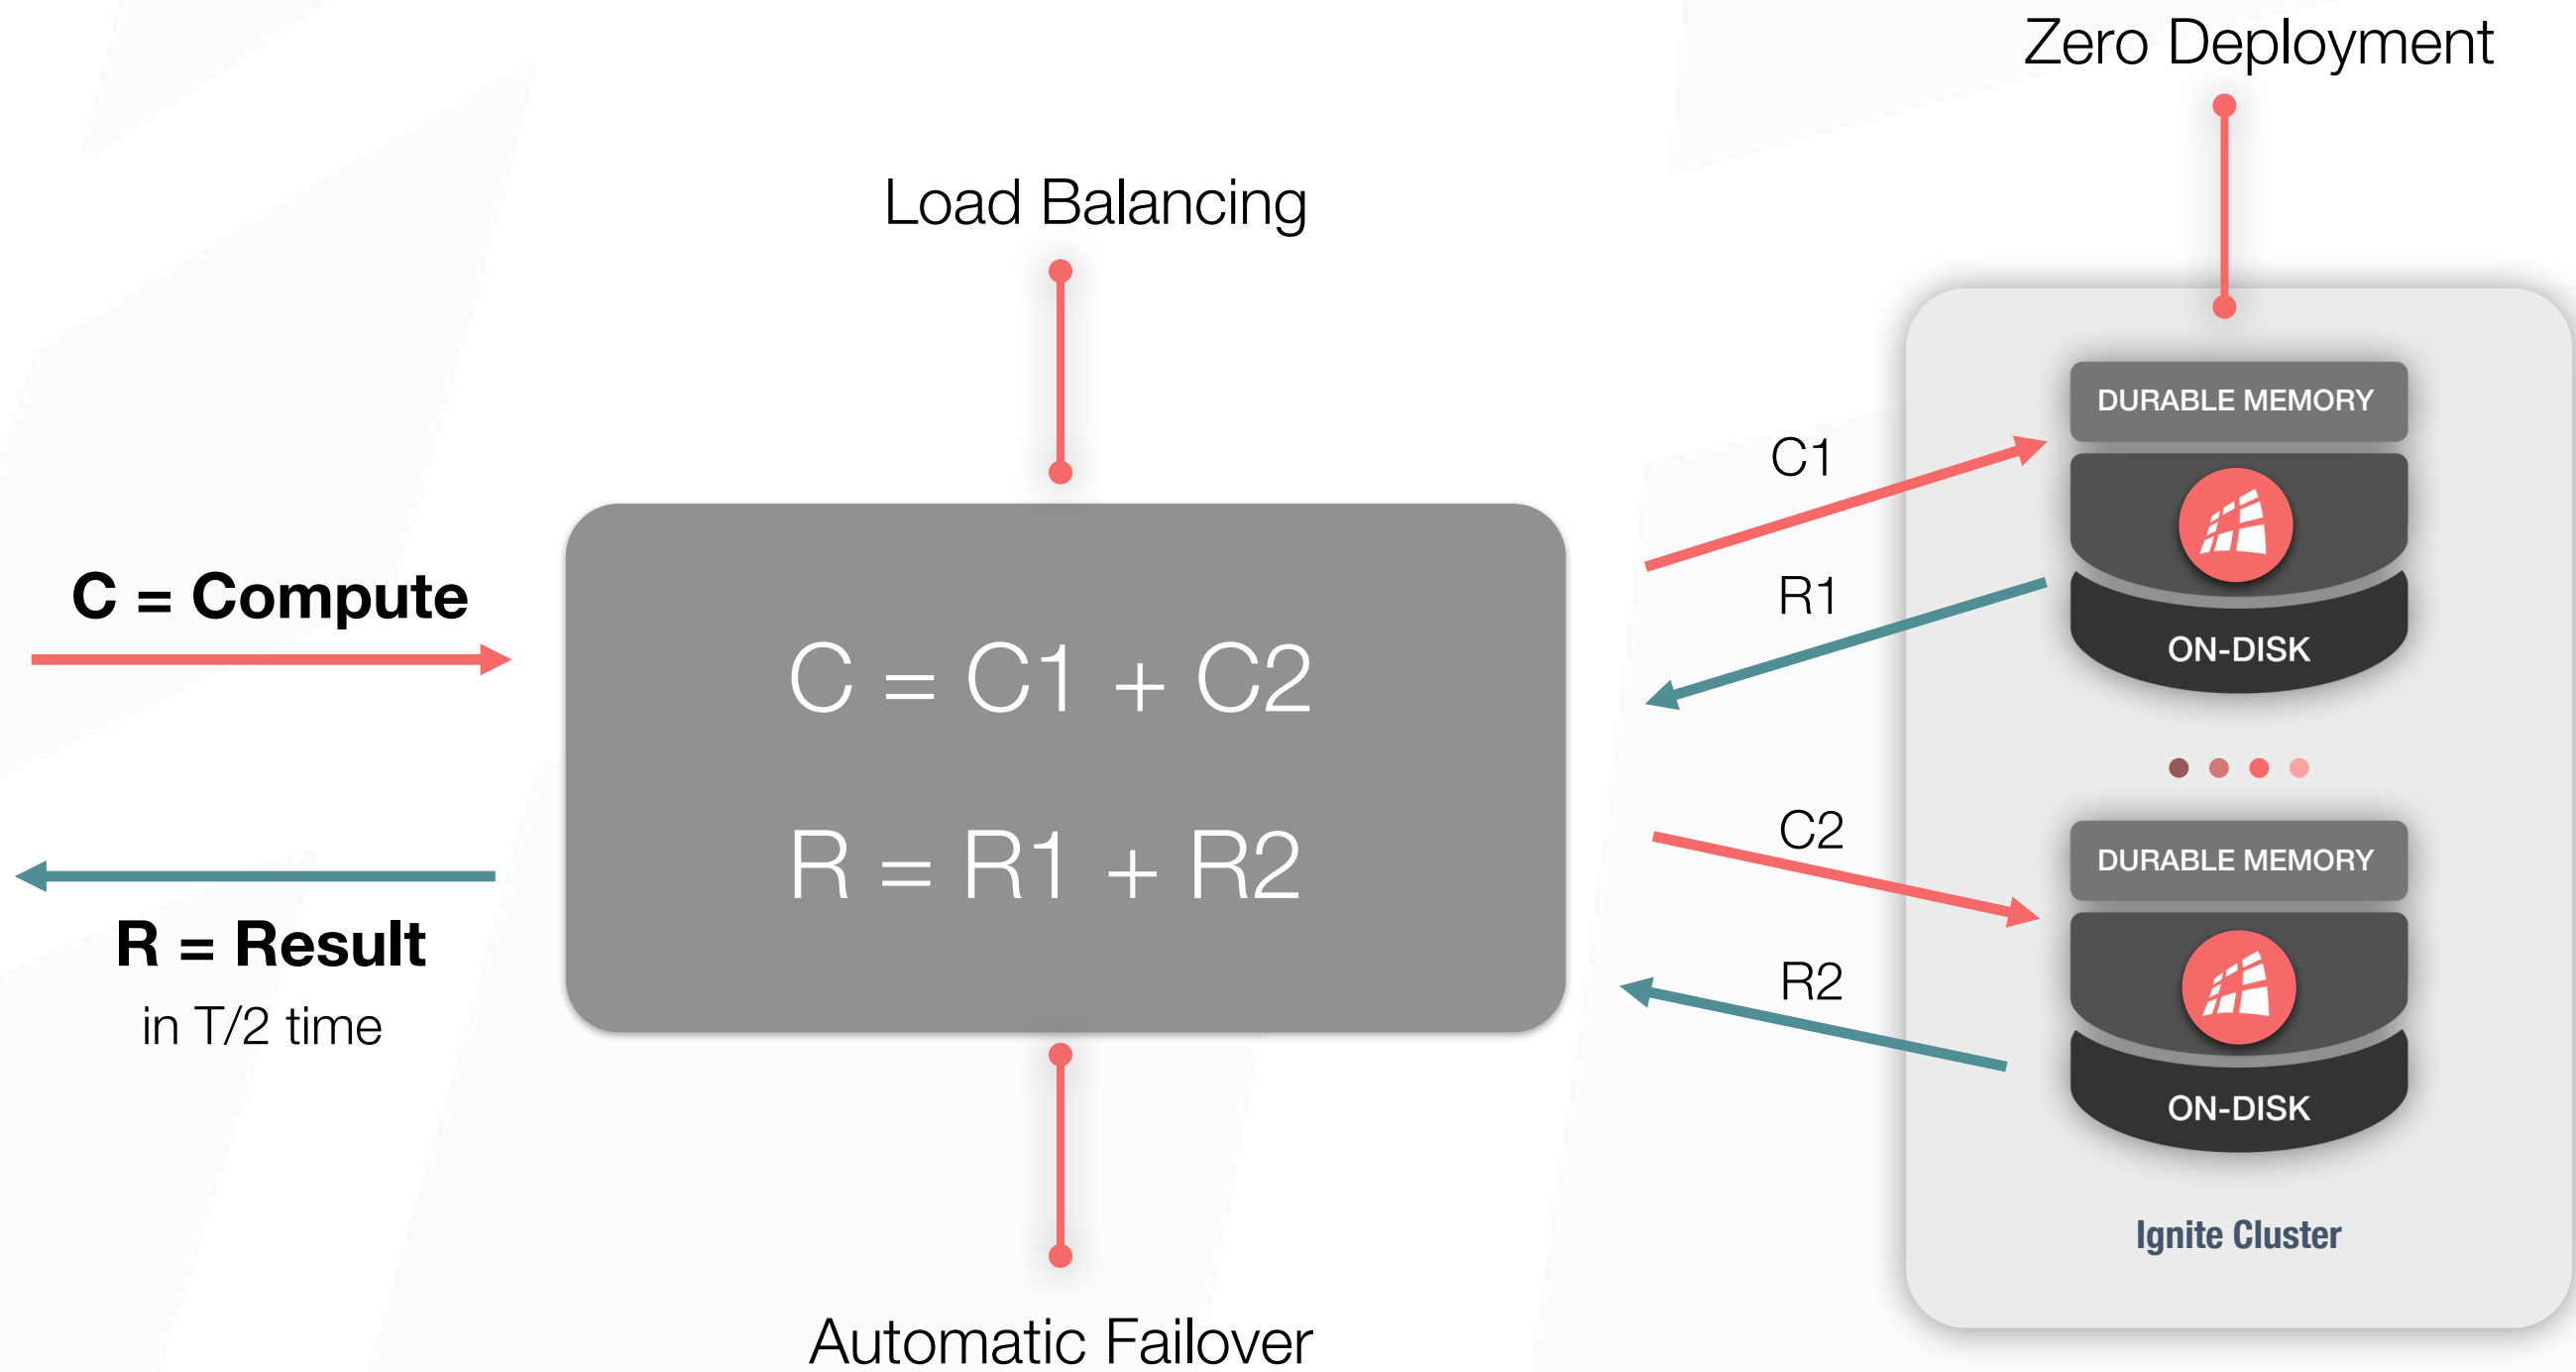 Zero Deployment
Load Balancing
C = Compute
C = C1 + C2
R = R1 + R2
R = Result
in T/2 time
Automatic Failover
C1
R1
C2
R2
DURABLE MEMORY
ON-DISK
DURABLE MEMORY
ON-DISK
Ignite Cluster